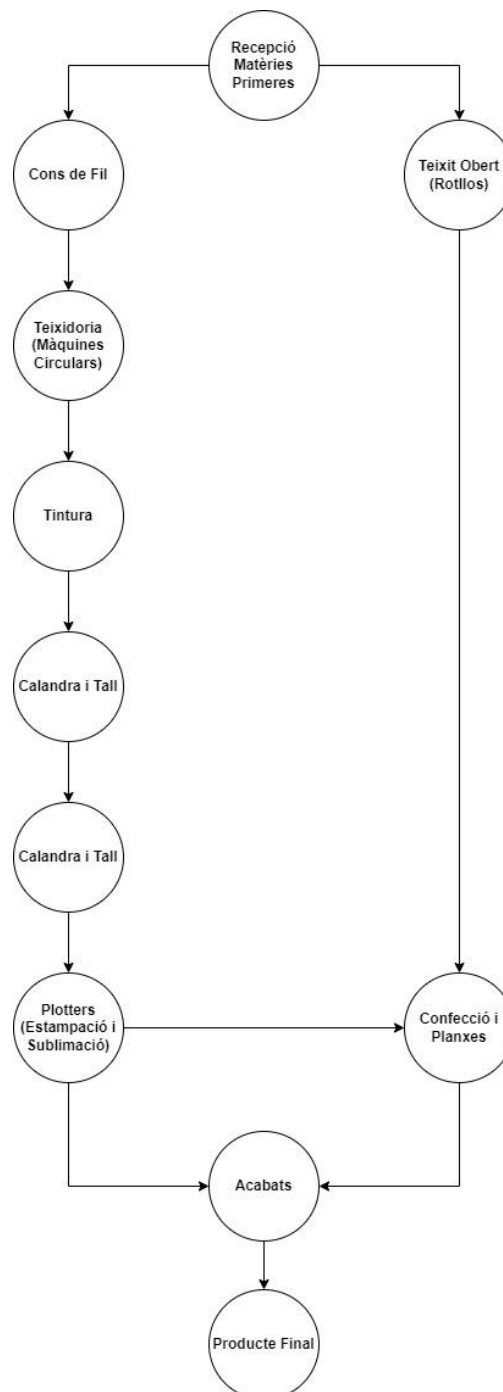 Recepció
Matèries
Primeres
Cons de Fil
Teixit Obert
(Rotllos)
Teixidoria
(Màquines
Circulars)
Tintura
Calandra i Tall
Calandra i Tall
Plotters
(Estampació i
Sublimació)
Confecció i
Planxes
Acabats
Producte Final